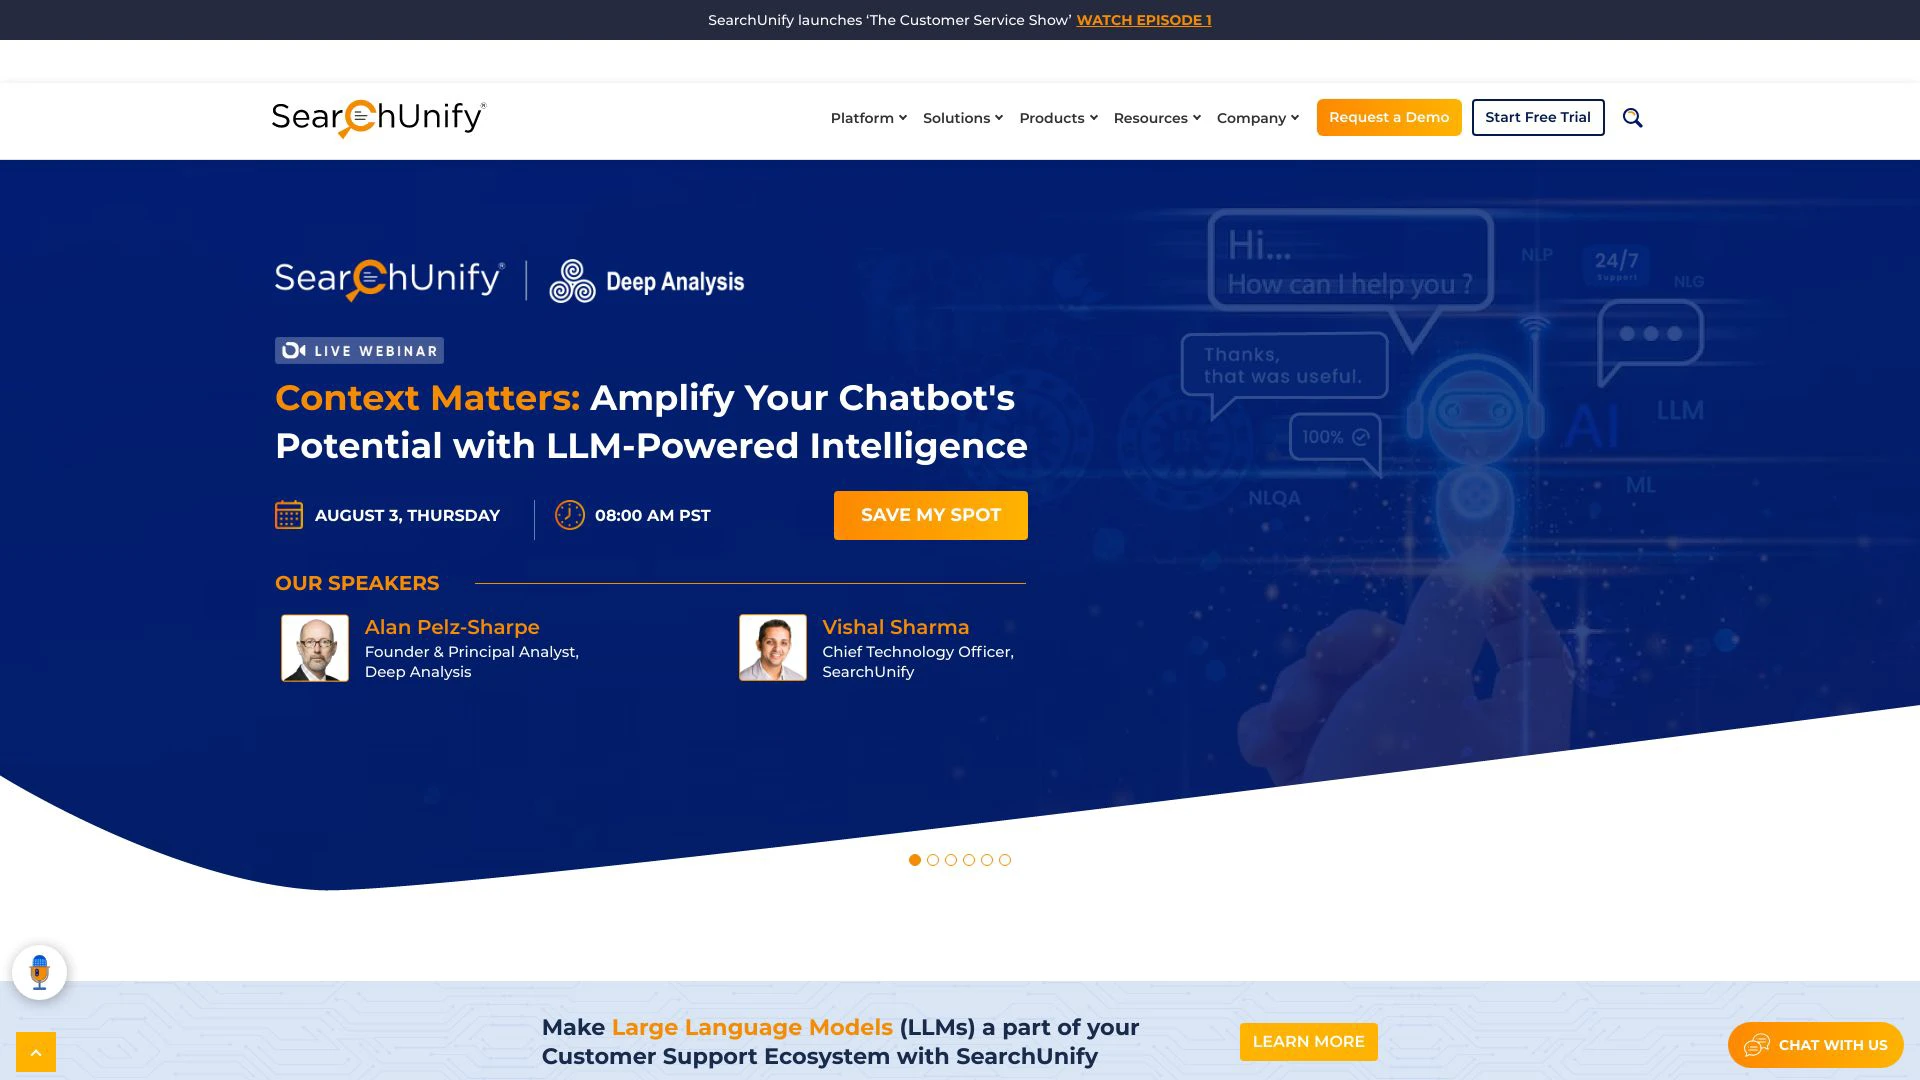 SearchUnify launches ‘The Customer Service Show’ WATCH EPISODE 1
SearchUnify®
Platform
Solutions
Products
Resources
Company
Request a Demo
Start Free Trial
SearchUnify®
Deep Analysis
LIVE WEBINAR
Context Matters: Amplify Your Chatbot's
Potential with LLM-Powered Intelligence
AUGUST 3, THURSDAY
08:00 AM PST
SAVE MY SPOT
OUR SPEAKERS
Alan Pelz-Sharpe
Founder & Principal Analyst,
Deep Analysis
Vishal Sharma
Chief Technology Officer,
SearchUnify
Hi...
How can I help you ?
NLP
24/7
Support
NLG
Thanks,
that was useful.
100%
AI
LLM
ML
NLQA
Make Large Language Models (LLMs) a part of your
Customer Support Ecosystem with SearchUnify
LEARN MORE
CHAT WITH US